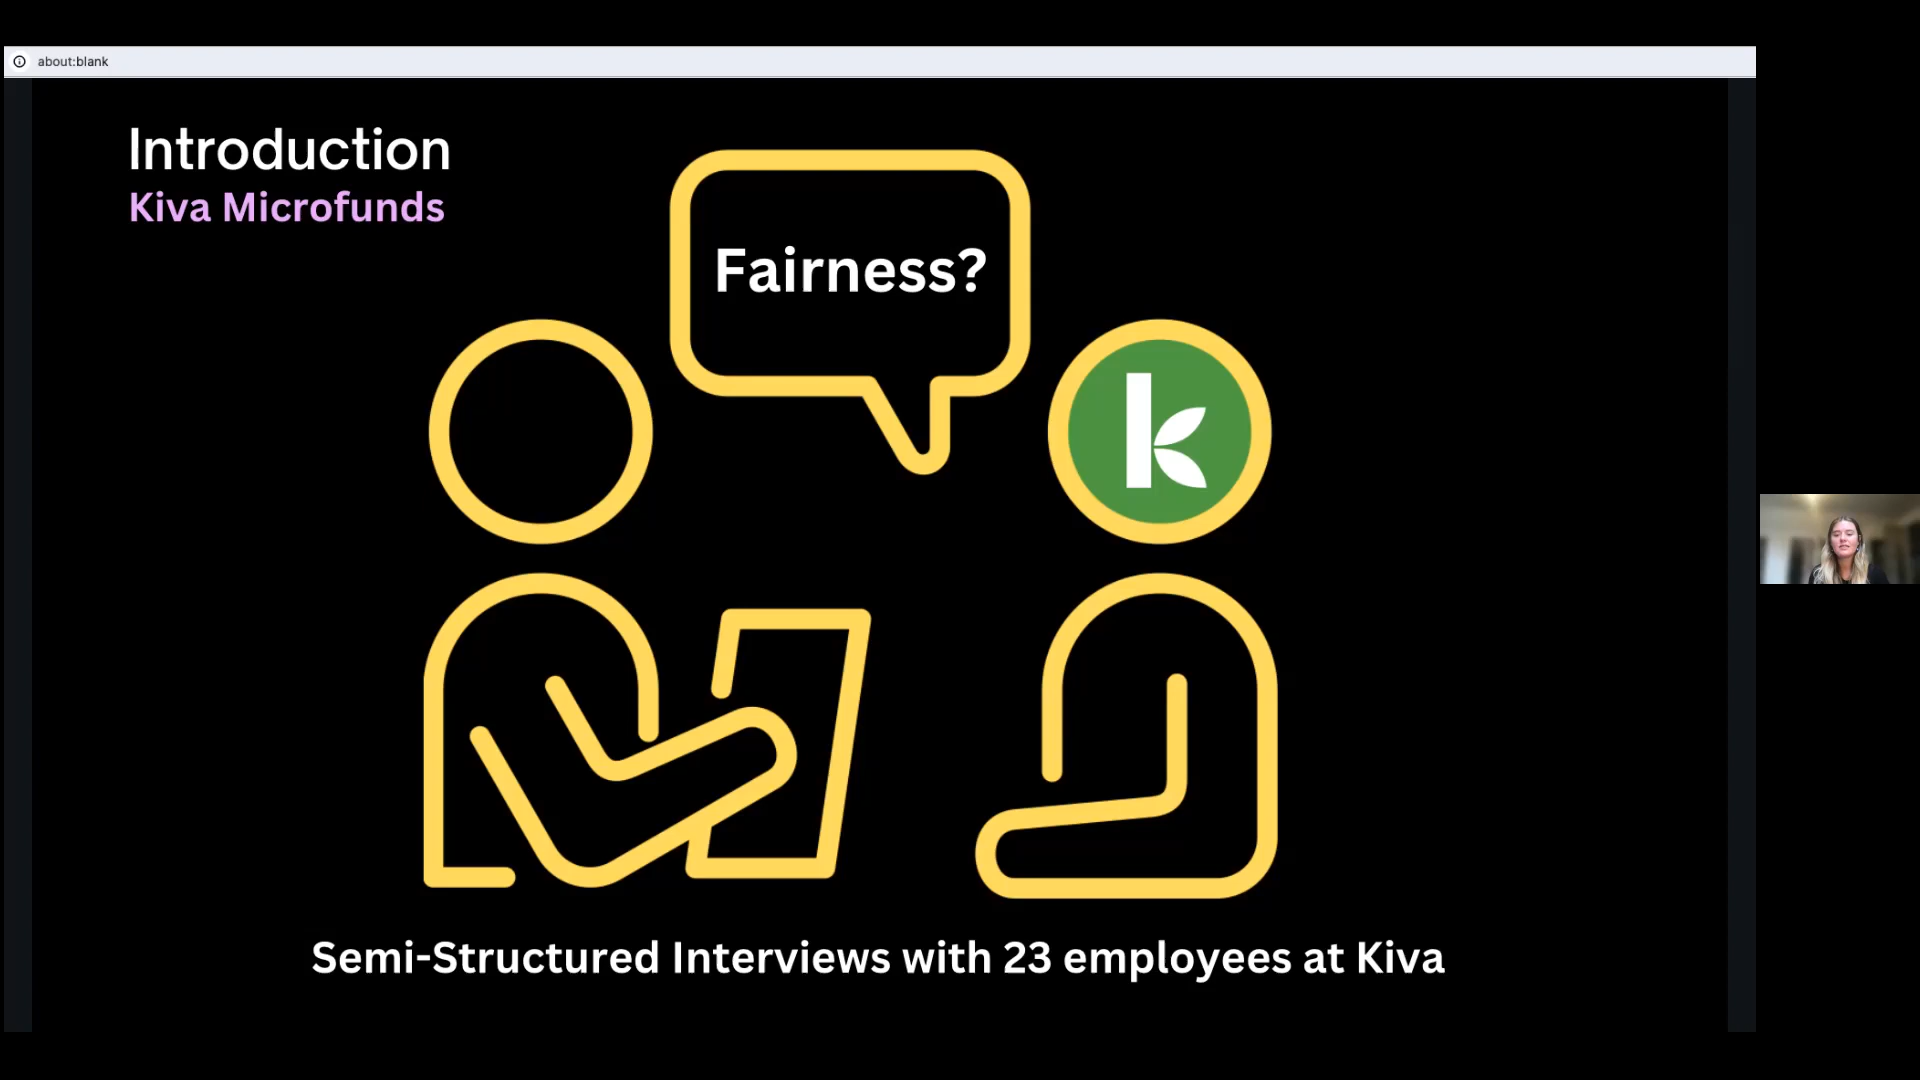 about:blank
Introduction
Kiva Microfunds
Fairness?
k
Semi-Structured Interviews with 23 employees at Kiva